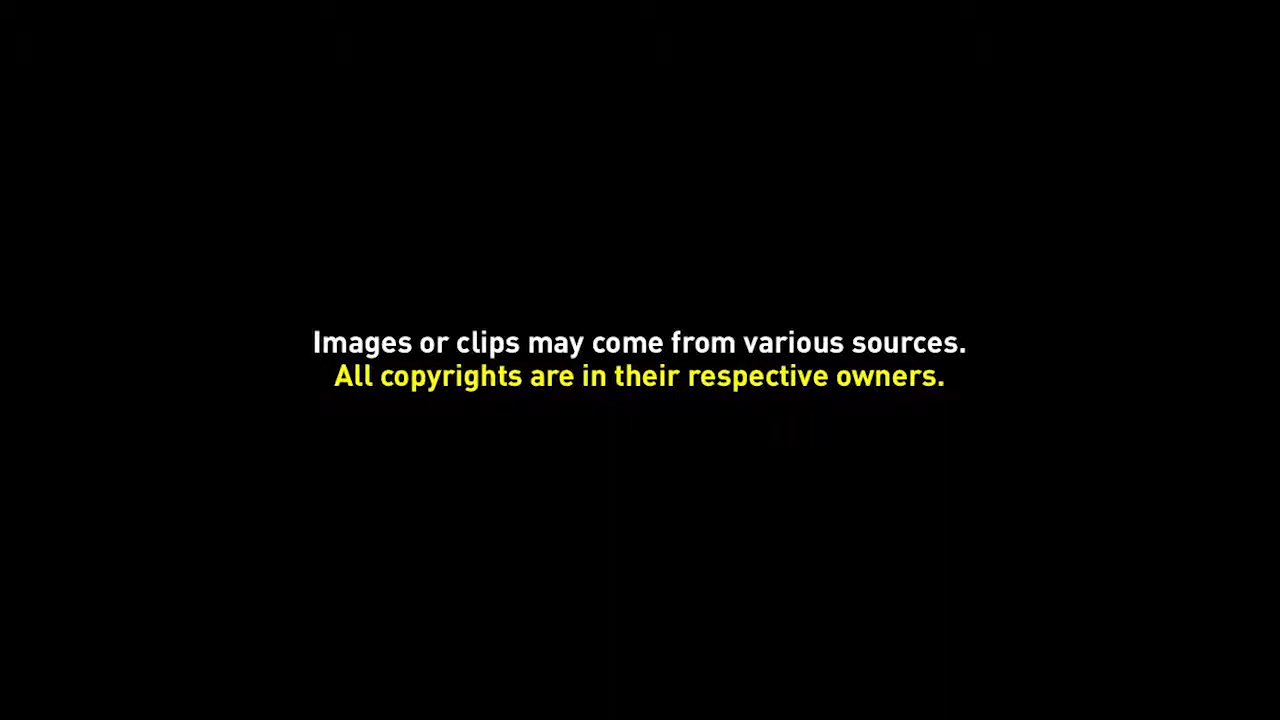 Images or clips may come from various sources.
All copyrights are in their respective owners.